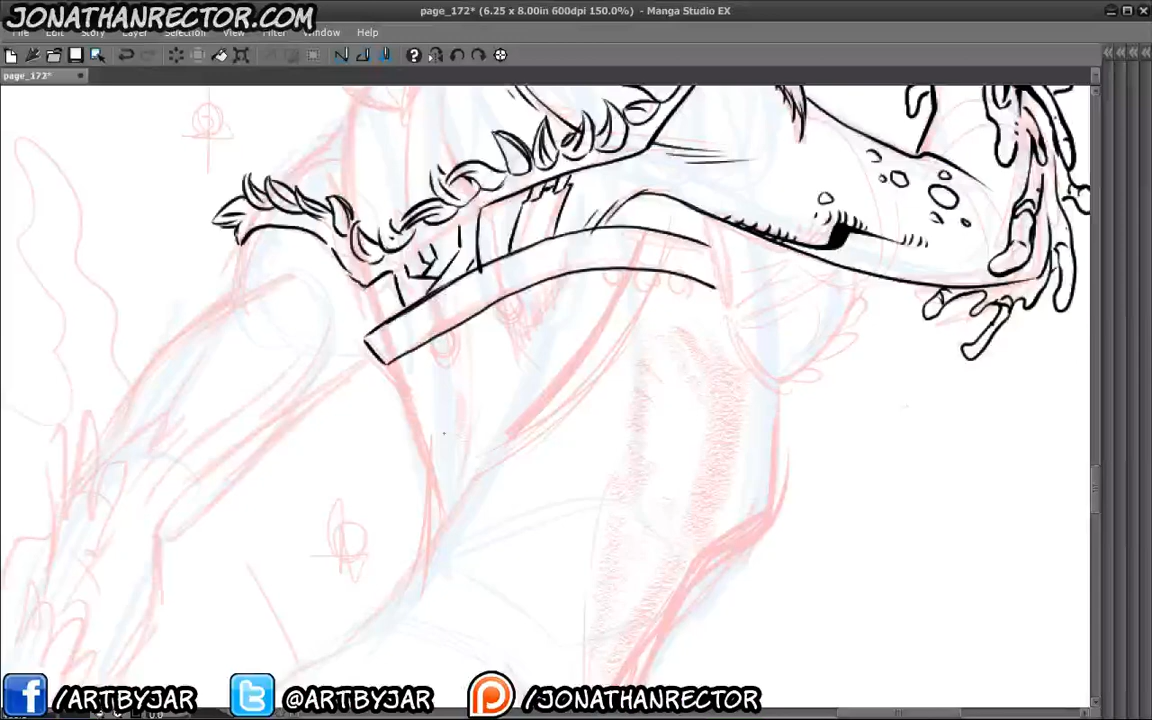 JONATHANRECTOR.COM
page_172* (6.25 x 8.00in 600dpi 150.0%) - Manga Studio EX
File Edit Story Layer Selection View Filter Window Help
page_172*
/ARTBYJAR @ARTBYJAR /JONATHANRECTOR